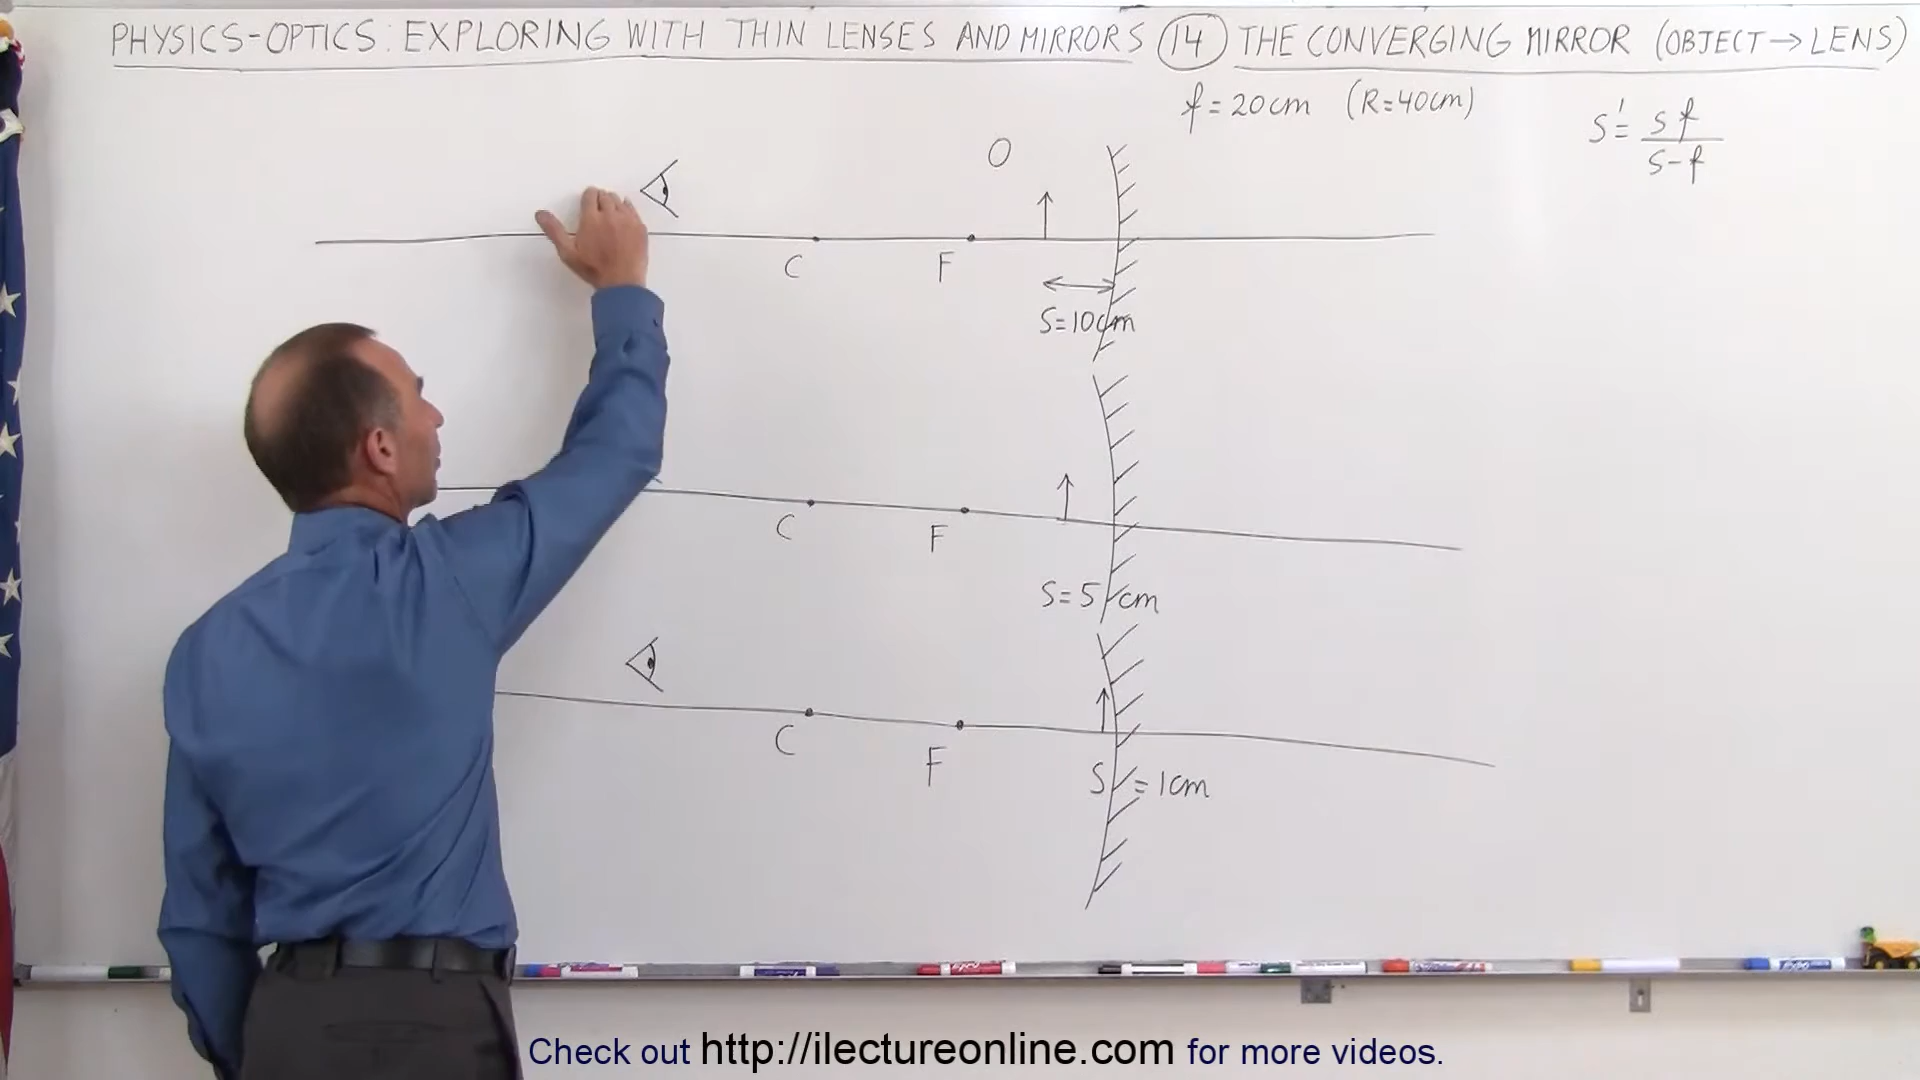 PHYSICS-OPTICS: EXPLORING WITH THIN LENSES AND MIRRORS (14) THE CONVERGING MIRROR (OBJECT→LENS)
f = 20cm (R=40cm)
S' = sf / s-f
O
C F
S=10cm
C F
S=5cm
C F
S=1cm
Check out http://ilectureonline.com for more videos.